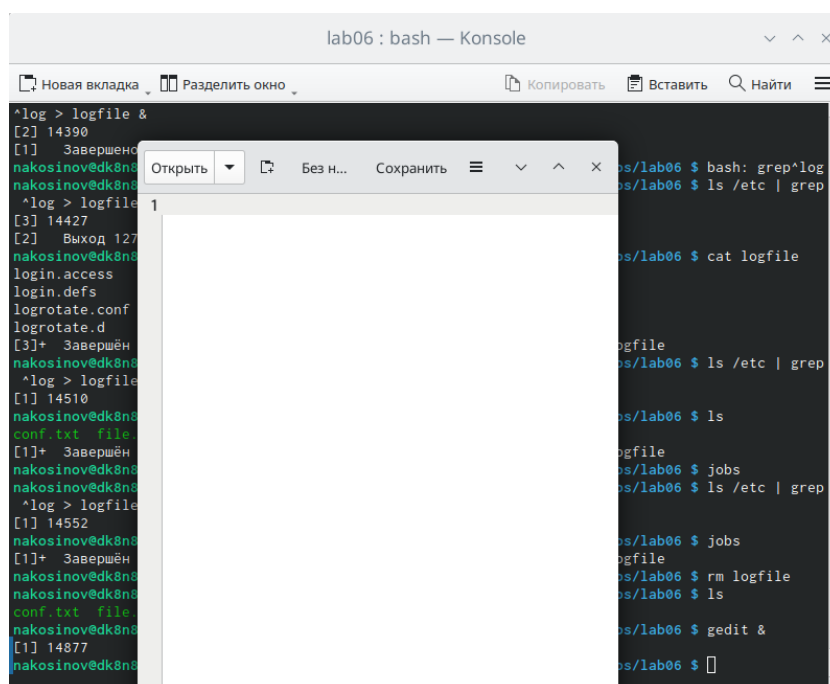 lab06 : bash — Konsole
Новая вкладка Разделить окно Копировать Вставить Найти
^log > logfile &
[2] 14390
[1] Завершено
nakosinov@dk8n8 os/lab06 $ bash: grep^log
nakosinov@dk8n8 os/lab06 $ ls /etc | grep
^log > logfile
[3] 14427
[2] Выход 127
nakosinov@dk8n8 os/lab06 $ cat logfile
login.access
login.defs
logrotate.conf
logrotate.d
[3]+ Завершён ogfile
nakosinov@dk8n8 os/lab06 $ ls /etc | grep
^log > logfile
[1] 14510
nakosinov@dk8n8 os/lab06 $ ls
conf.txt file.
[1]+ Завершён ogfile
nakosinov@dk8n8 os/lab06 $ jobs
nakosinov@dk8n8 os/lab06 $ ls /etc | grep
^log > logfile
[1] 14552
nakosinov@dk8n8 os/lab06 $ jobs
[1]+ Завершён ogfile
nakosinov@dk8n8 os/lab06 $ rm logfile
nakosinov@dk8n8 os/lab06 $ ls
conf.txt file.
nakosinov@dk8n8 os/lab06 $ gedit &
[1] 14877
nakosinov@dk8n8 os/lab06 $
Открыть Без н... Сохранить
1